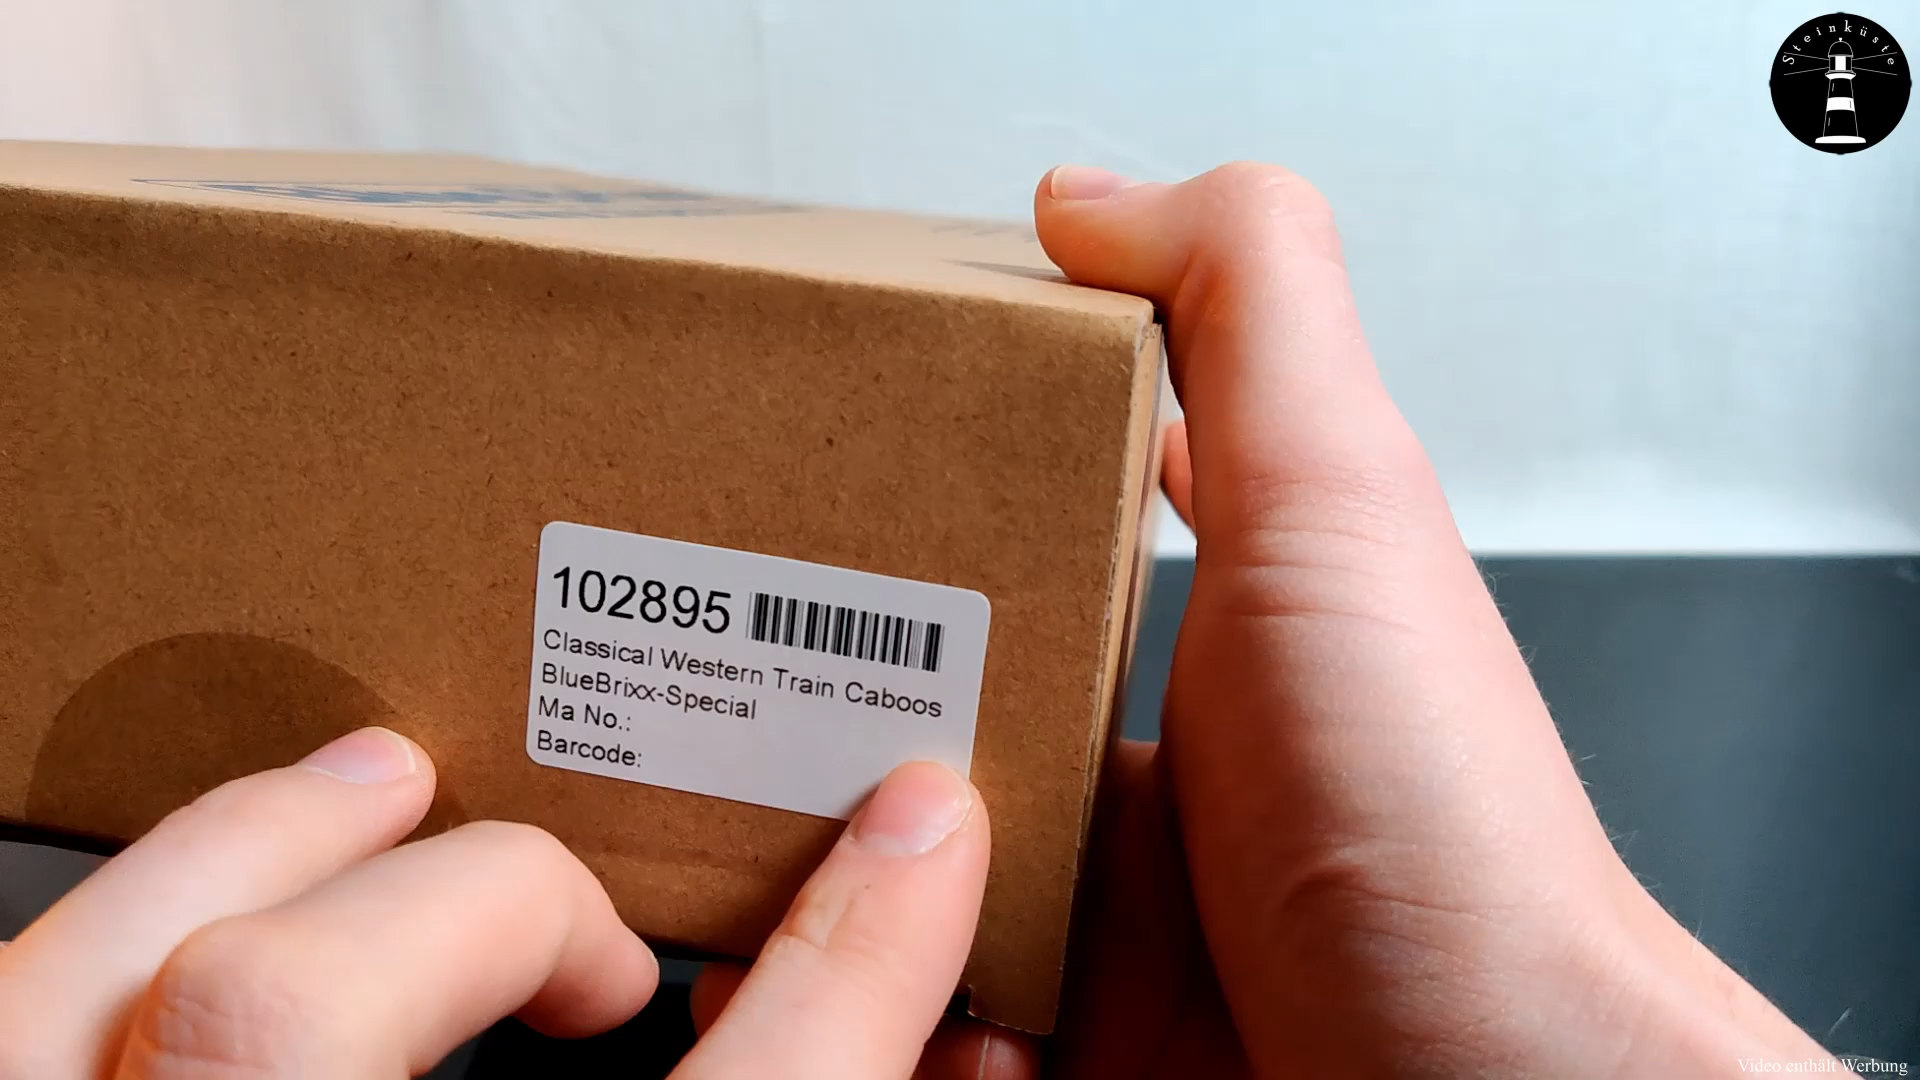 Steinküste
102895
Classical Western Train Caboos
BlueBrixx-Special
Ma No.:
Barcode:
Video enthält Werbung